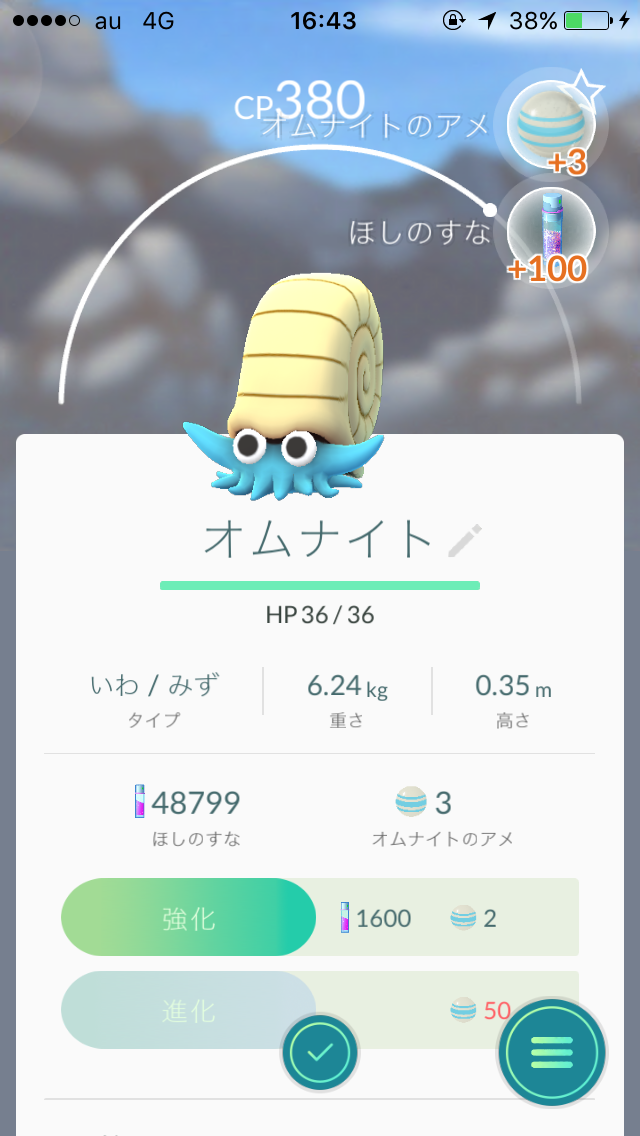 au 4G 16:43 38%
CP380
オムナイトのアメ
+3
ほしのすな
+100
オムナイト
HP 36 / 36
いわ / みず 6.24 kg 0.35 m
タイプ 重さ 高さ
48799 3
ほしのすな オムナイトのアメ
強化 1600 2
進化 50